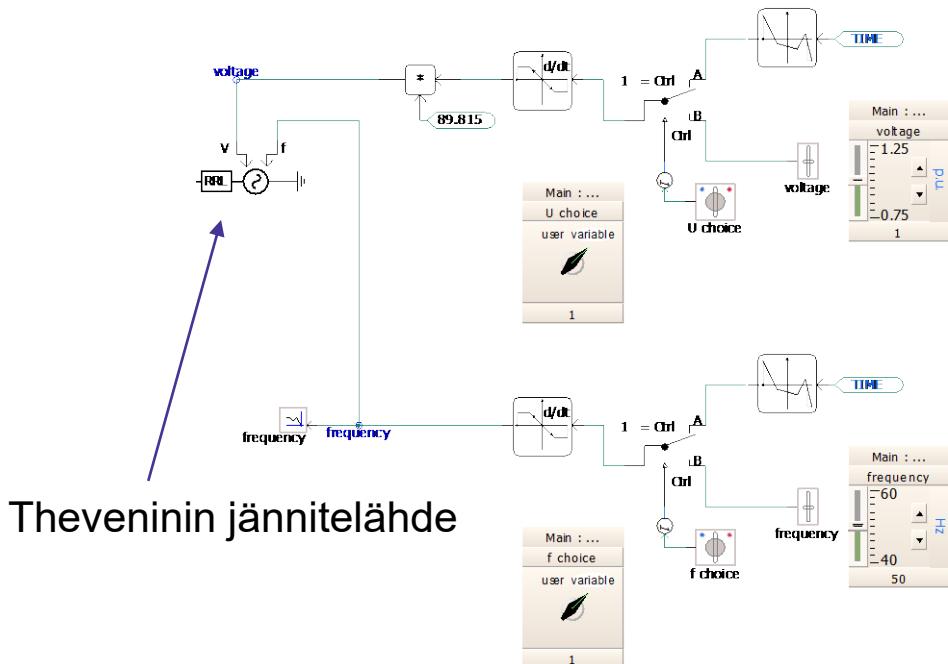 TIME
voltage
d/dt
*
1 = Ctrl
A
89.815
B
Main : ...
voltage
1.25
p.u
0.75
1
Ctrl
V
f
RRL
voltage
Main : ...
U choice
user variable
1
U choice
TIME
d/dt
1 = Ctrl
A
frequency
frequency
B
Main : ...
frequency
60
Hz
40
50
Ctrl
frequency
Theveninin jännitelähde
Main : ...
f choice
user variable
1
f choice